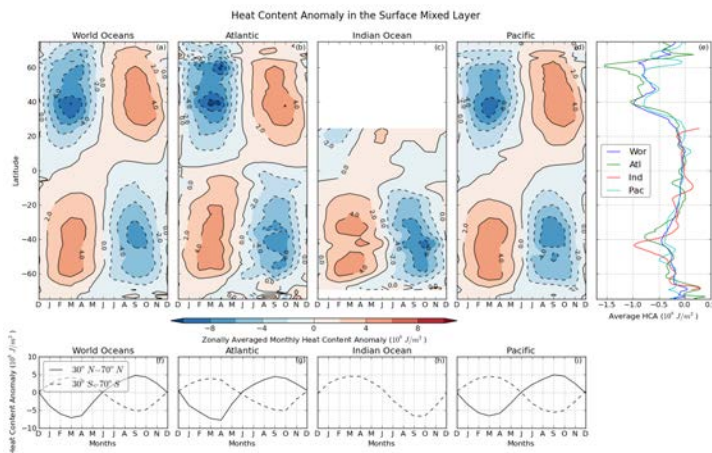 Heat Content Anomaly in the Surface Mixed Layer
World Oceans Atlantic Indian Ocean Pacific
(a) (b) (c) (d) (e)
Latitude
60
40
20
0
−20
−40
−60
Wor
Atl
Ind
Pac
D J F M A M J J A S O N D
D J F M A M J J A S O N D
D J F M A M J J A S O N D
D J F M A M J J A S O N D
−1.5 −1.0 −0.5 0.0
Average HCA (10⁸ J/m²)
−8 −4 0 4 8
Zonally Averaged Monthly Heat Content Anomaly (10⁸ J/m²)
World Oceans Atlantic Indian Ocean Pacific
(f) (g) (h) (i)
Heat Content Anomaly (10⁸ J/m²)
10
5
0
−5
−10
30° N–70° N
30° S–70° S
D J F M A M J J A S O N D
D J F M A M J J A S O N D
D J F M A M J J A S O N D
D J F M A M J J A S O N D
Months Months Months Months